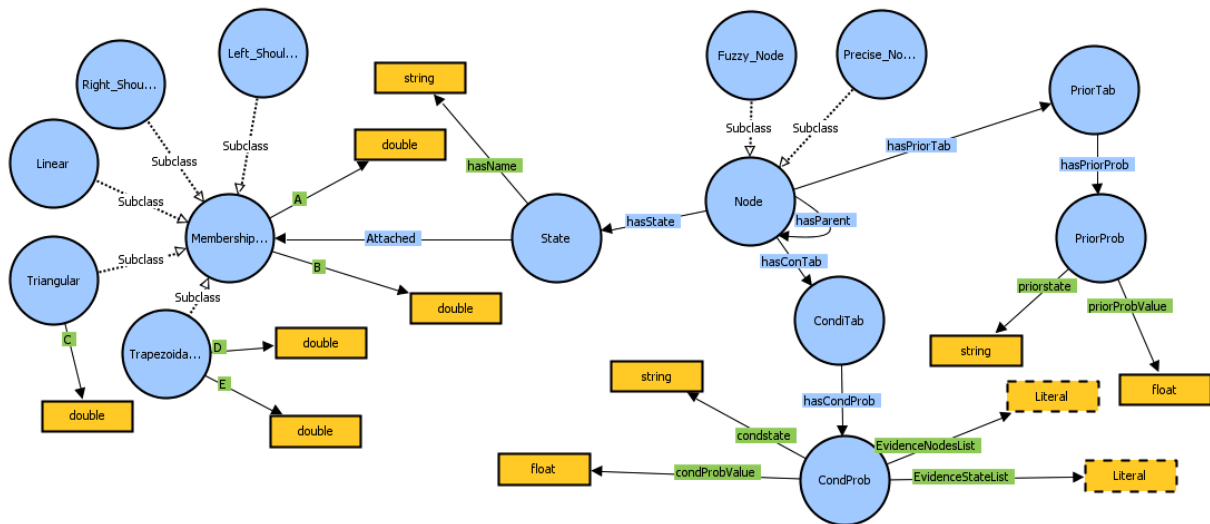 Left_Shoul...
Fuzzy_Node
Precise_No...
string
Right_Shou...
PriorTab
Subclass
Subclass
double
Subclass
hasPriorTab
Subclass
Linear
hasName
hasPriorProb
Subclass
A
Node
hasState
hasParent
Membership...
Attached
State
PriorProb
Subclass
hasConTab
B
Triangular
priorstate
Subclass
priorProbValue
double
CondiTab
C
D
double
string
Trapezoida...
string
E
float
hasCondProb
Literal
double
double
condstate
EvidenceNodesList
float
condProbValue
CondProb
EvidenceStateList
Literal